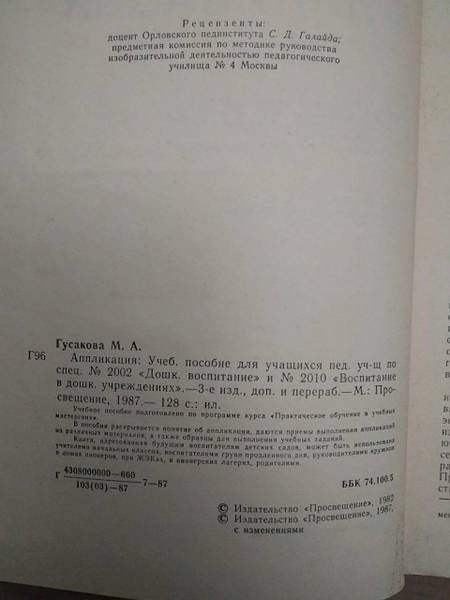 Рецензенты:
доцент Орловского пединститута С. Д. Галайда;
предметная комиссия по методике руководства
изобразительной деятельностью педагогического
училища № 4 Москвы
Гусакова М. А.
Г96
Аппликация: Учеб. пособие для учащихся пед. уч-щ по
спец. № 2002 «Дошк. воспитание» и № 2010 «Воспитание
в дошк. учреждениях».—3-е изд., доп. и перераб.—М.: Про-
свещение, 1987.— 128 с.: ил.
Учебное пособие подготовлено по программе курса «Практическое обучение в учебных
мастерских».
В пособии раскрывается понятие об аппликации, даются приемы выполнения аппликаций
из различных материалов, а также образцы для выполнения учебных заданий.
Книга, адресованная будущим воспитателям детских садов, может быть использована
учителями начальных классов, воспитателями групп продленного дня, руководителями кружков
в домах пионеров, при ЖЭКах, в пионерских лагерях, родителями.
Г 4308000000—660
103(03)—87 7—87
ББК 74.100.5
© Издательство «Просвещение», 1982
© Издательство «Просвещение», 1987,
с изменениями